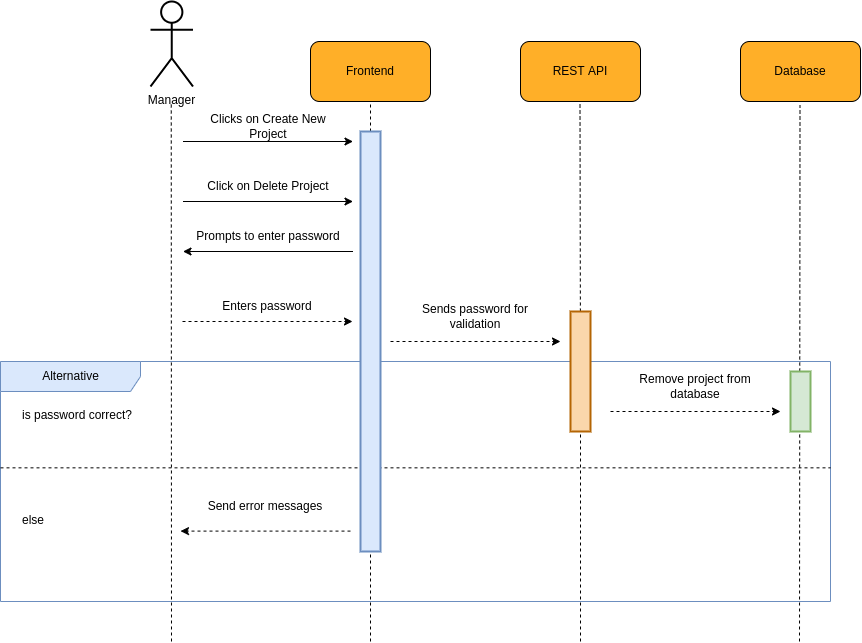 Manager
Frontend
REST API
Database
Clicks on Create New
Project
Click on Delete Project
Prompts to enter password
Enters password
Sends password for
validation
Alternative
Remove project from
database
is password correct?
Send error messages
else